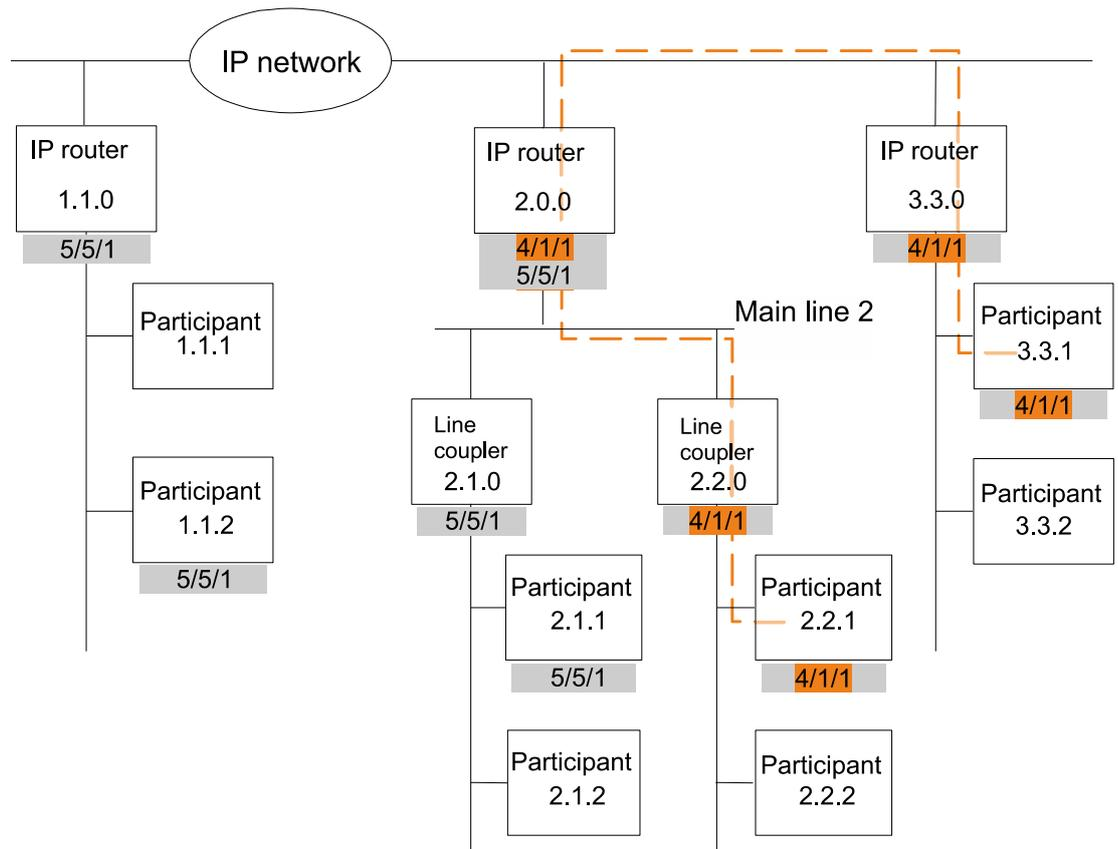 IP network
IP router
1.1.0
5/5/1
Participant
1.1.1
Participant
1.1.2
5/5/1
IP router
2.0.0
4/1/1
5/5/1
Main line 2
Line
coupler
2.1.0
5/5/1
Participant
2.1.1
5/5/1
Participant
2.1.2
Line
coupler
2.2.0
4/1/1
Participant
2.2.1
4/1/1
Participant
2.2.2
IP router
3.3.0
4/1/1
Participant
3.3.1
4/1/1
Participant
3.3.2